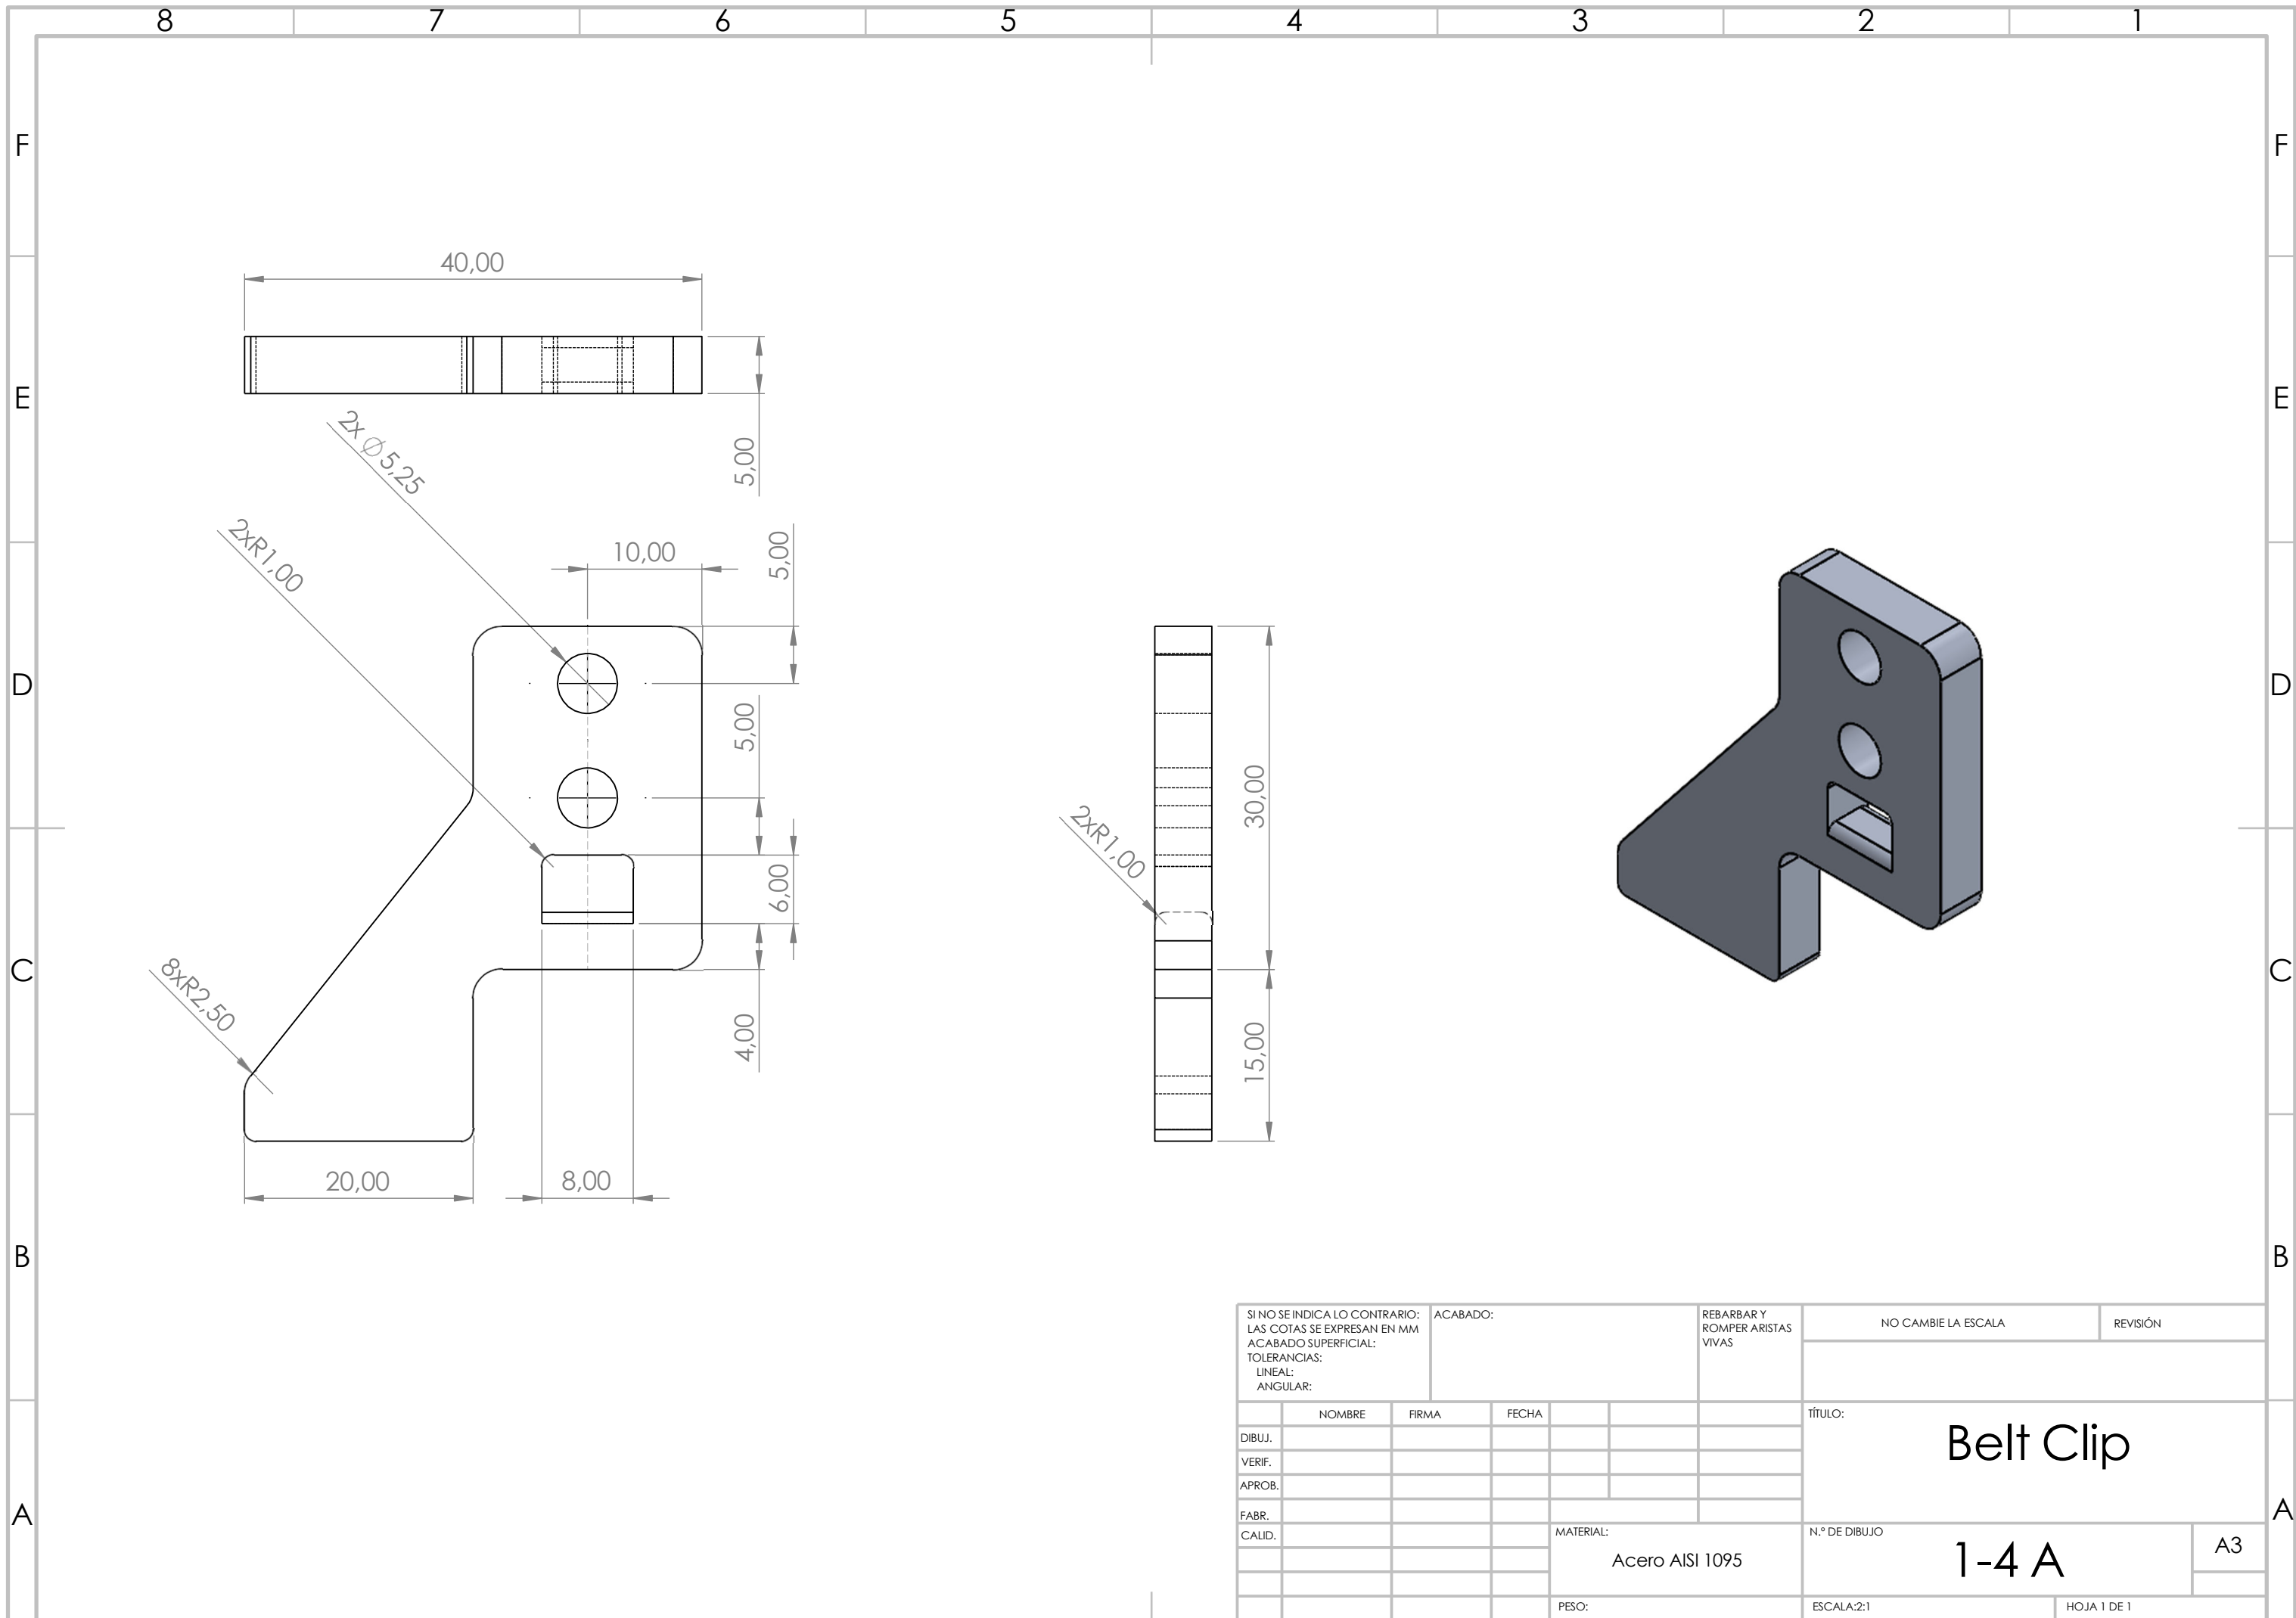 8 7 6 5 4 3 2 1
F F
40,00
E E
2x ∅5,25
5,00
2xR1,00
10,00
5,00
D D
5,00
30,00
2xR1,00
6,00
8xR2,50
C C
4,00
15,00
20,00
8,00
B B
SI NO SE INDICA LO CONTRARIO:
LAS COTAS SE EXPRESAN EN MM
ACABADO SUPERFICIAL:
TOLERANCIAS:
LINEAL:
ANGULAR:
ACABADO:
REBARBAR Y
ROMPER ARISTAS
VIVAS
NO CAMBIE LA ESCALA
REVISIÓN
NOMBRE FIRMA FECHA
DIBUJ.
VERIF.
APROB.
FABR.
CALID.
TÍTULO:
Belt Clip
A A
MATERIAL:
Acero AISI 1095
N.º DE DIBUJO
1-4 A
A3
PESO:
ESCALA:2:1
HOJA 1 DE 1